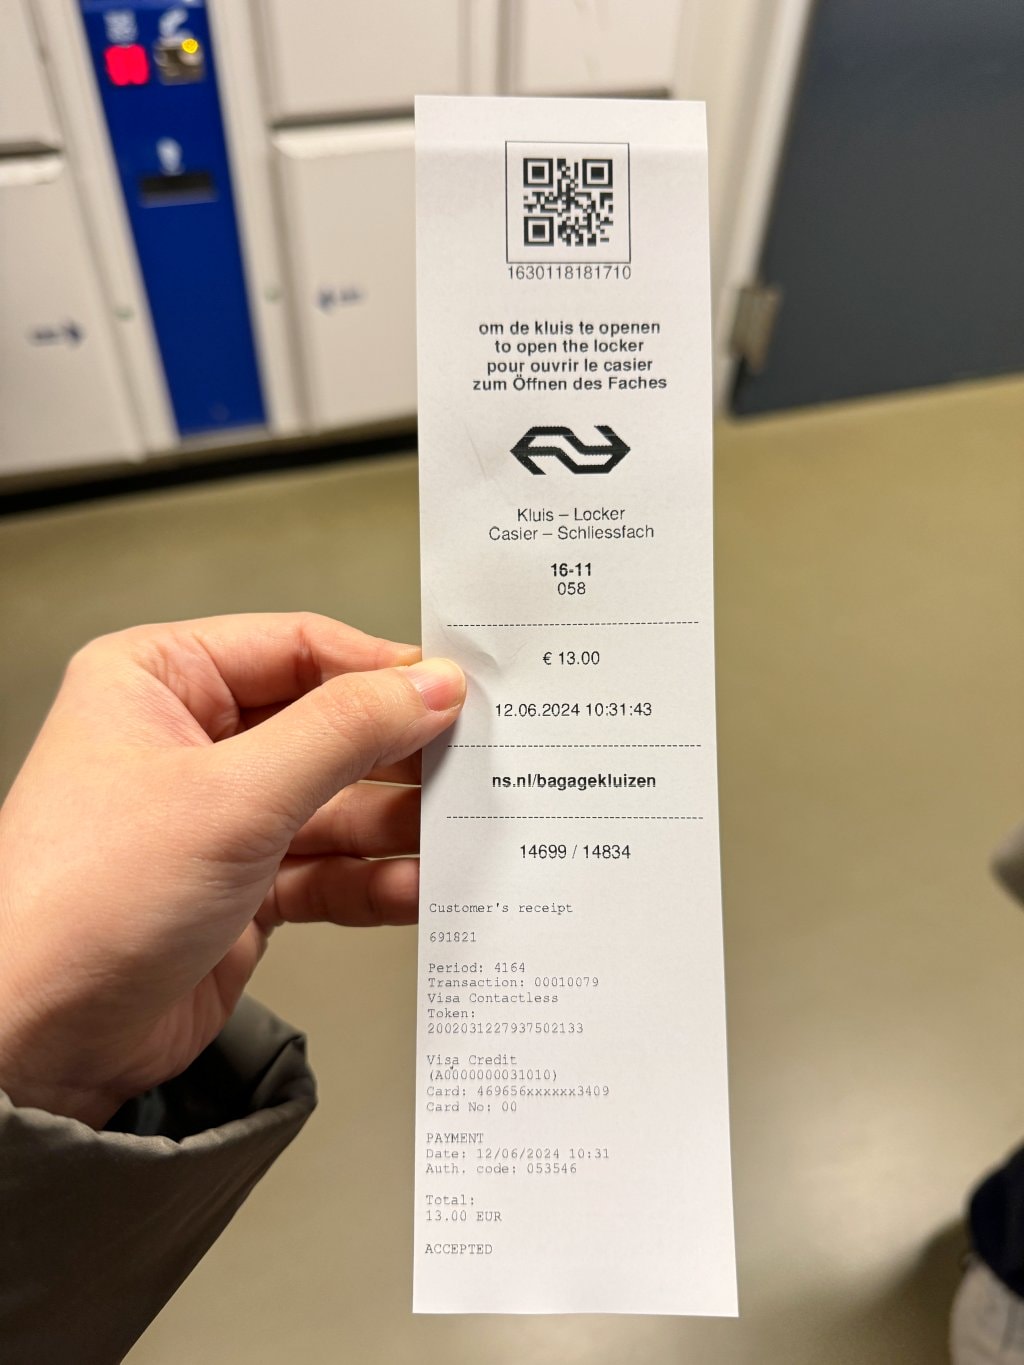 1630118181710
om de kluis te openen
to open the locker
pour ouvrir le casier
zum Öffnen des Faches
Kluis – Locker
Casier – Schliessfach
16-11
058
€ 13.00
12.06.2024 10:31:43
ns.nl/bagagekluizen
14699 / 14834
Customer's receipt
691821
Period: 4164
Transaction: 00010079
Visa Contactless
Token:
2002031227937502133
Visa Credit
(A0000000031010)
Card: 469656xxxxxx3409
Card No: 00
PAYMENT
Date: 12/06/2024 10:31
Auth. code: 053546
Total:
13.00 EUR
ACCEPTED